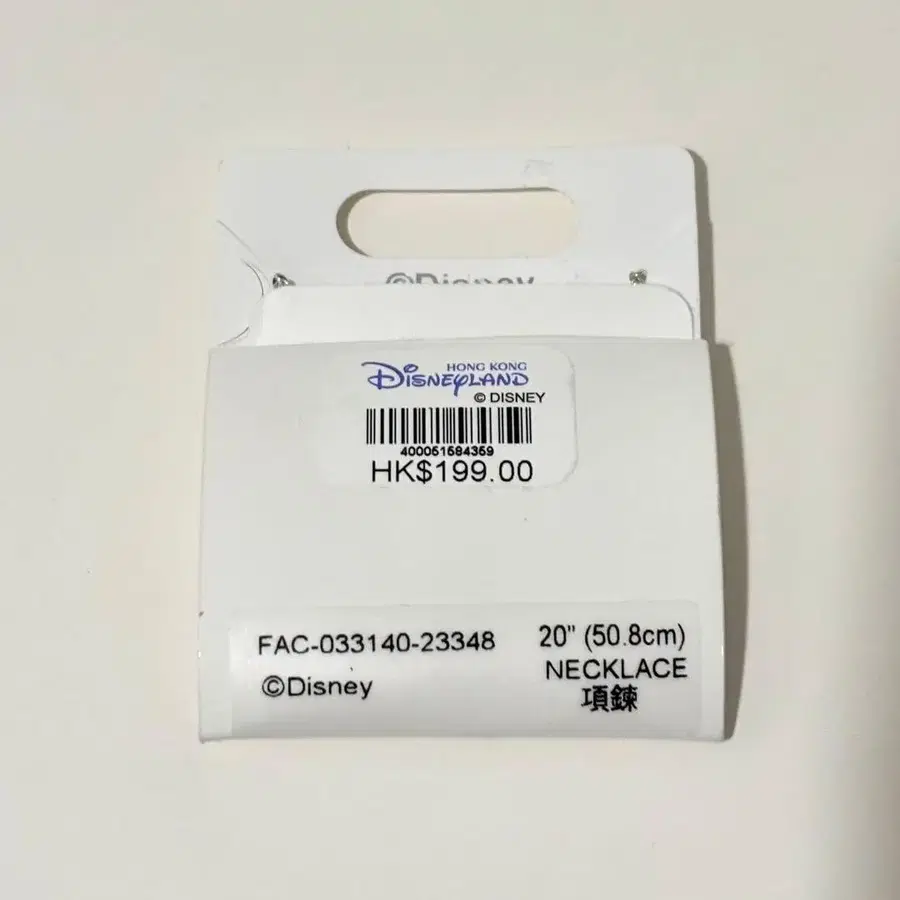 ©Disney
HONG KONG
DISNEYLAND
© DISNEY
400051584359
HK$199.00
FAC-033140-23348
20" (50.8cm)
©Disney
NECKLACE
項鍊